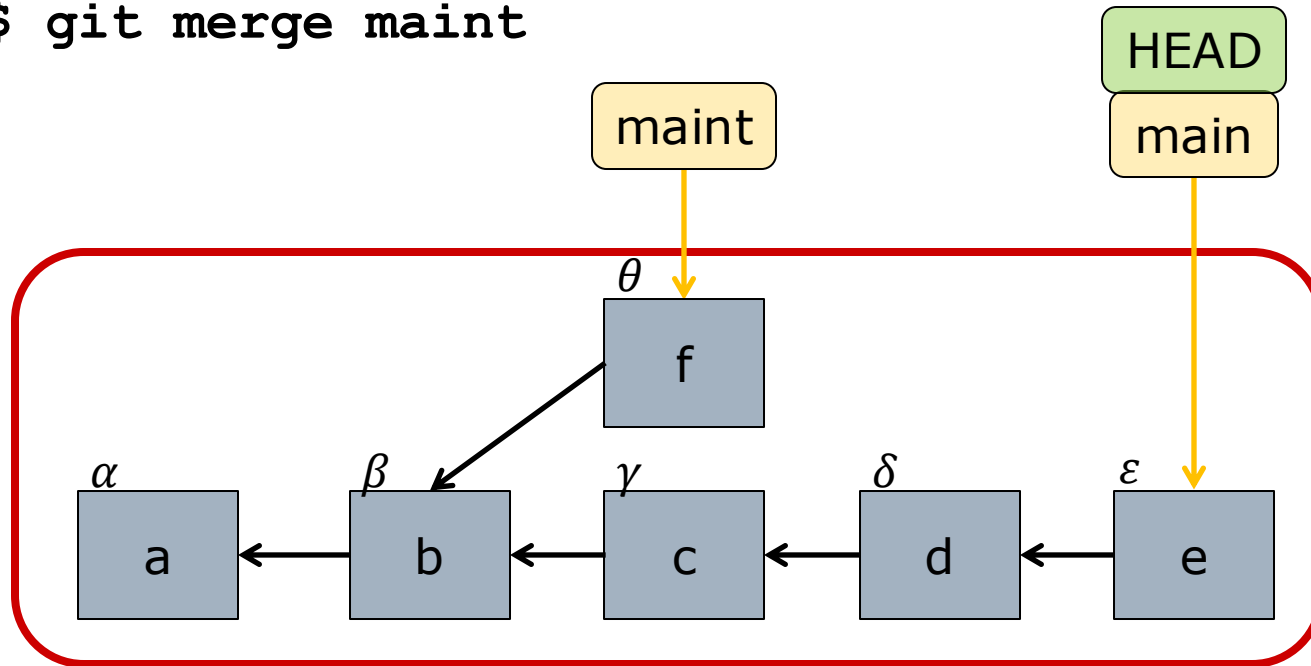 $ git merge maint
HEAD
maint
main
θ
f
α
β
γ
δ
ε
a
b
c
d
e